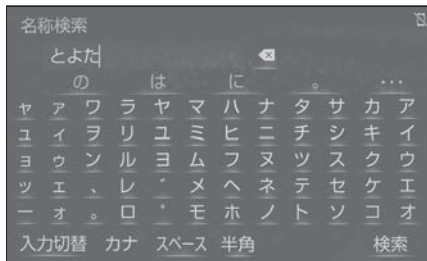 名称検索
とよた
の は に 。 ...
ャ ァ ワ ラ ヤ マ ハ ナ タ サ カ ア
ュ ィ ヲ リ ユ ミ ヒ ニ チ シ キ イ
ョ ゥ ン ル ヨ ム フ ヌ ツ ス ク ウ
ッ ェ 、 レ ゛ メ ヘ ネ テ セ ケ エ
ー ォ 。 ロ ゜ モ ホ ノ ト ソ コ オ
入力切替 カナ スペース 半角 検索